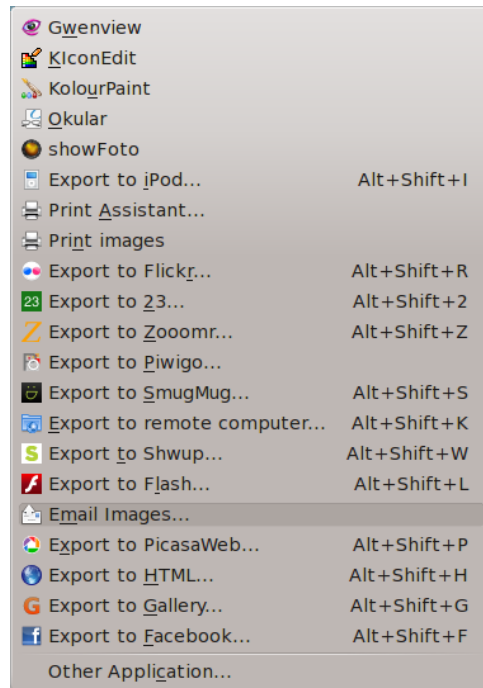 Gwenview
KIconEdit
KolourPaint
Okular
showFoto
Export to iPod... Alt+Shift+I
Print Assistant...
Print images
Export to Flickr... Alt+Shift+R
23 Export to 23... Alt+Shift+2
Z Export to Zooomr... Alt+Shift+Z
Export to Piwigo...
Export to SmugMug... Alt+Shift+S
Export to remote computer... Alt+Shift+K
S Export to Shwup... Alt+Shift+W
Export to Flash... Alt+Shift+L
Email Images...
Export to PicasaWeb... Alt+Shift+P
Export to HTML... Alt+Shift+H
G Export to Gallery... Alt+Shift+G
f Export to Facebook... Alt+Shift+F
Other Application...